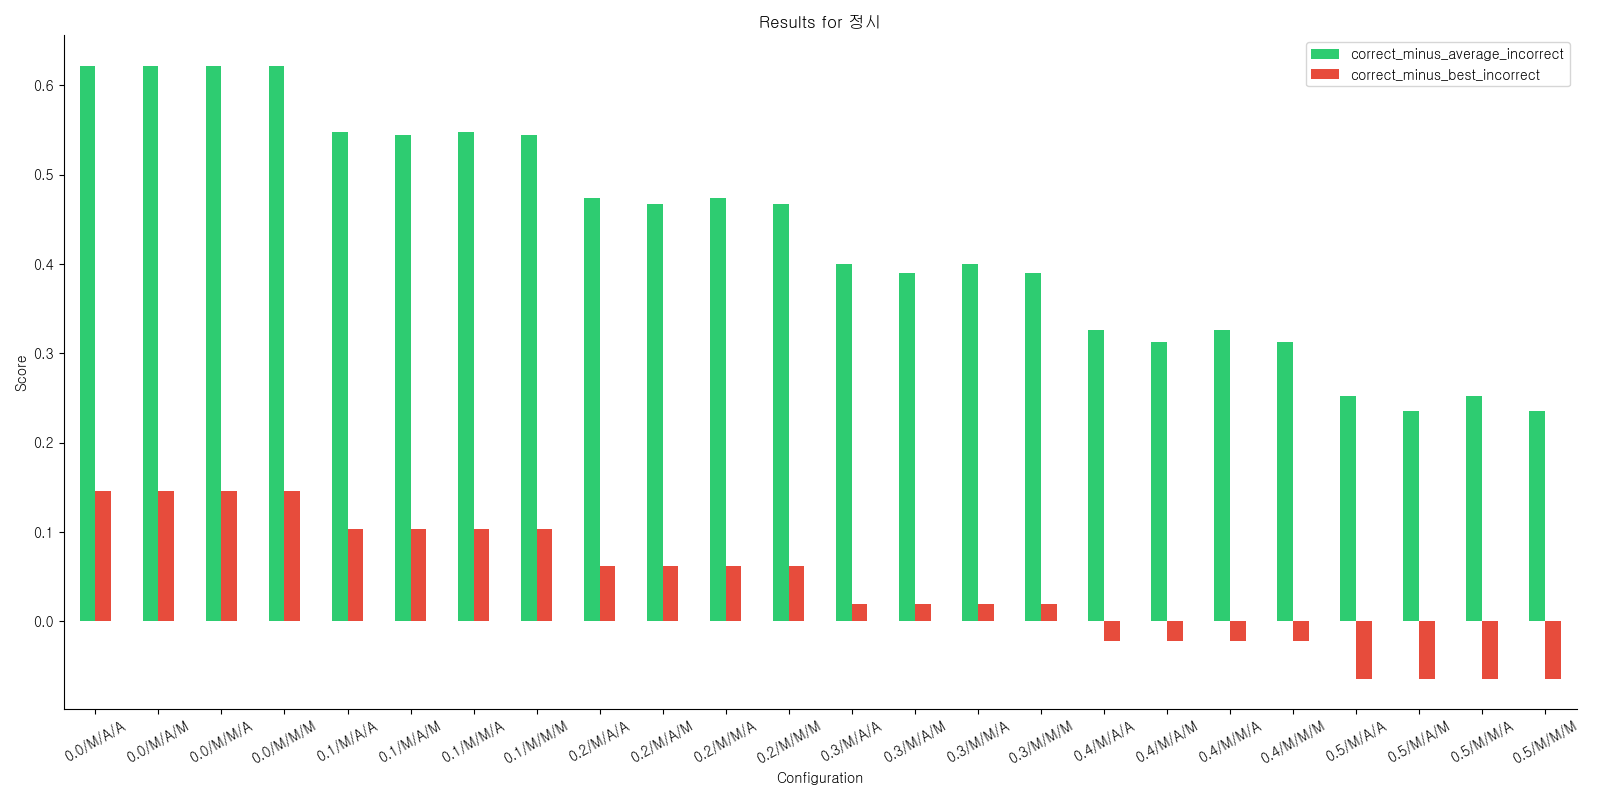 Results for 정시
correct_minus_average_incorrect
correct_minus_best_incorrect
Score
0.6
0.5
0.4
0.3
0.2
0.1
0.0
0.0/M/A/A
0.0/M/A/M
0.0/M/M/A
0.0/M/M/M
0.1/M/A/A
0.1/M/A/M
0.1/M/M/A
0.1/M/M/M
0.2/M/A/A
0.2/M/A/M
0.2/M/M/A
0.2/M/M/M
0.3/M/A/A
0.3/M/A/M
0.3/M/M/A
0.3/M/M/M
0.4/M/A/A
0.4/M/A/M
0.4/M/M/A
0.4/M/M/M
0.5/M/A/A
0.5/M/A/M
0.5/M/M/A
0.5/M/M/M
Configuration